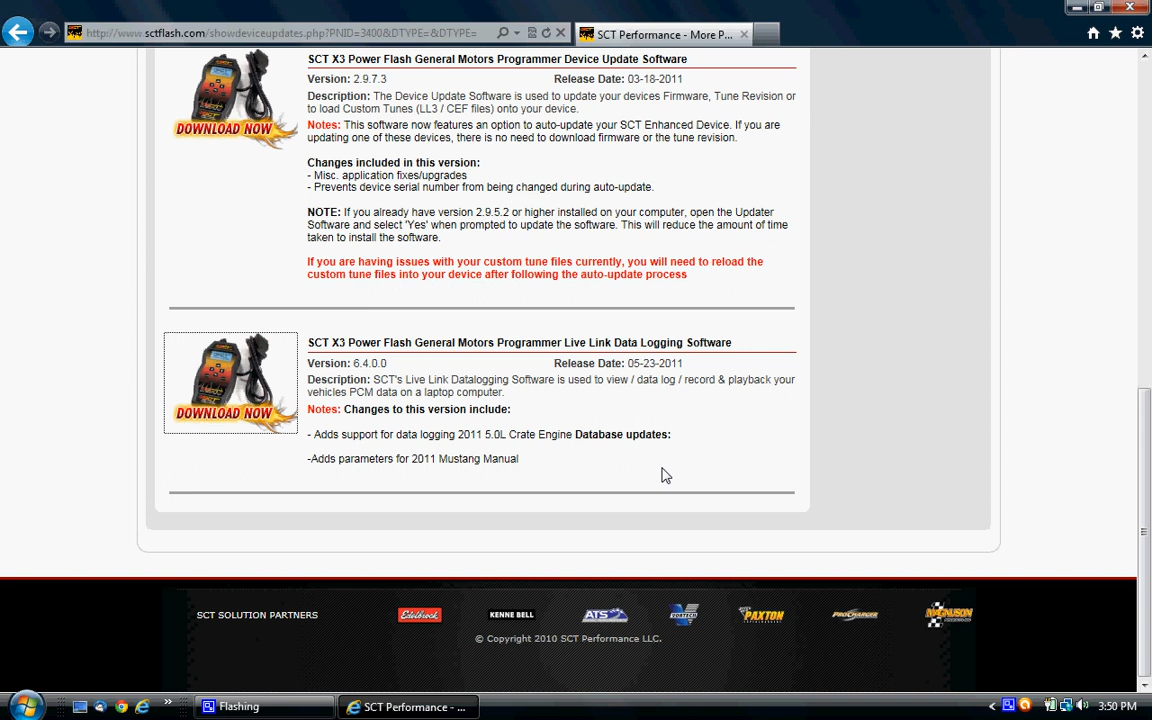 http://www.sctflash.com/showdeviceupdates.php?PNID=3400&DTYPE=&DTYPE=
SCT Performance - More P...
SCT X3 Power Flash General Motors Programmer Device Update Software
Version: 2.9.7.3 Release Date: 03-18-2011
Description: The Device Update Software is used to update your devices Firmware, Tune Revision or
to load Custom Tunes (LL3 / CEF files) onto your device.
Notes: This software now features an option to auto-update your SCT Enhanced Device. If you are
updating one of these devices, there is no need to download firmware or the tune revision.
DOWNLOAD NOW
Changes included in this version:
- Misc. application fixes/upgrades
- Prevents device serial number from being changed during auto-update.
NOTE: If you already have version 2.9.5.2 or higher installed on your computer, open the Updater
Software and select 'Yes' when prompted to update the software. This will reduce the amount of time
taken to install the software.
If you are having issues with your custom tune files currently, you will need to reload the
custom tune files into your device after following the auto-update process
SCT X3 Power Flash General Motors Programmer Live Link Data Logging Software
Version: 6.4.0.0 Release Date: 05-23-2011
Description: SCT's Live Link Datalogging Software is used to view / data log / record & playback your
vehicles PCM data on a laptop computer.
Notes: Changes to this version include:
DOWNLOAD NOW
- Adds support for data logging 2011 5.0L Crate Engine Database updates:
-Adds parameters for 2011 Mustang Manual
SCT SOLUTION PARTNERS
Edelbrock
KENNE BELL
ATS
VORTECH
PAXTON
PROCHARGER
MAGNUSON
© Copyright 2010 SCT Performance LLC.
Flashing
SCT Performance - ...
3:50 PM